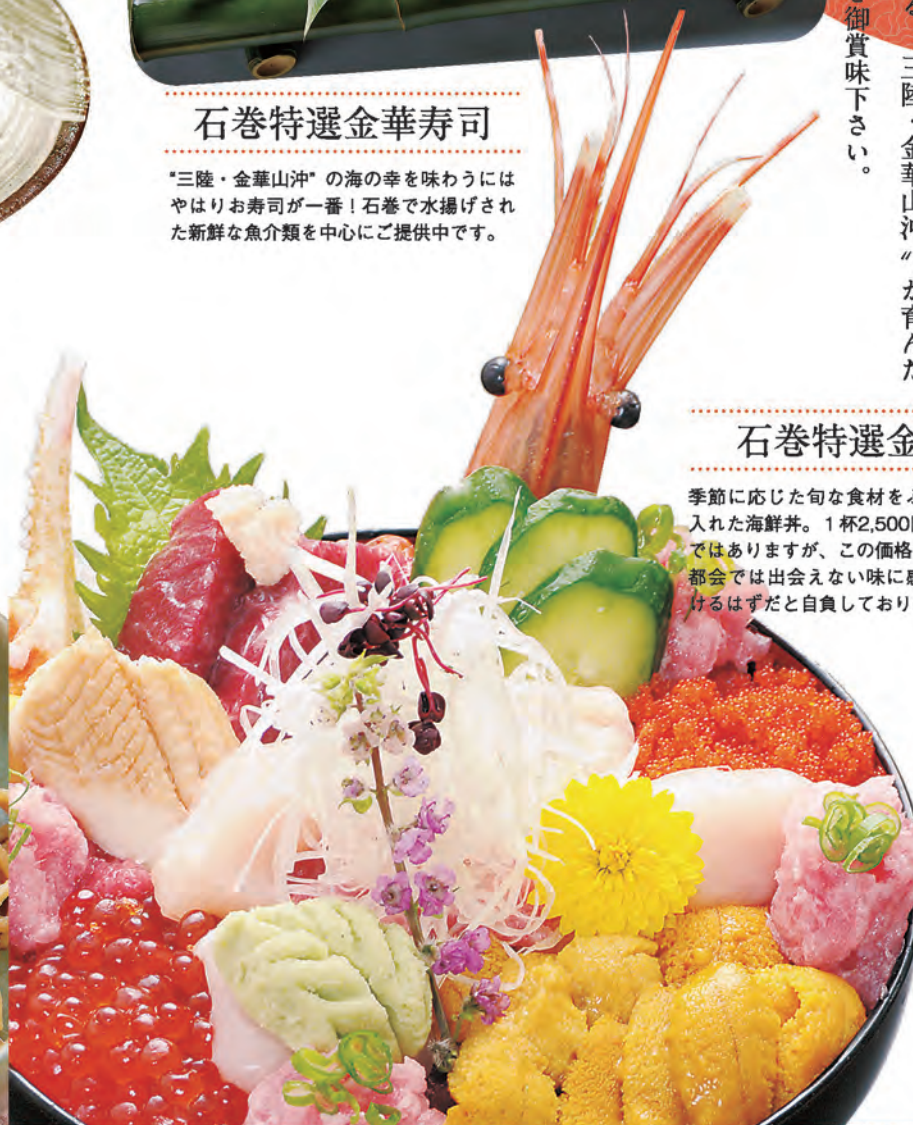 三陸・金華山沖〟が育んだ
御賞味下さい。
石巻特選金華寿司
"三陸・金華山沖"の海の幸を味わうには
やはりお寿司が一番！石巻で水揚げされ
た新鮮な魚介類を中心にご提供中です。
石巻特選金
季節に応じた旬な食材を
入れた海鮮丼。1杯2,500
ではありますが、この価格
都会では出会えない味に
けるはずだと自負しており